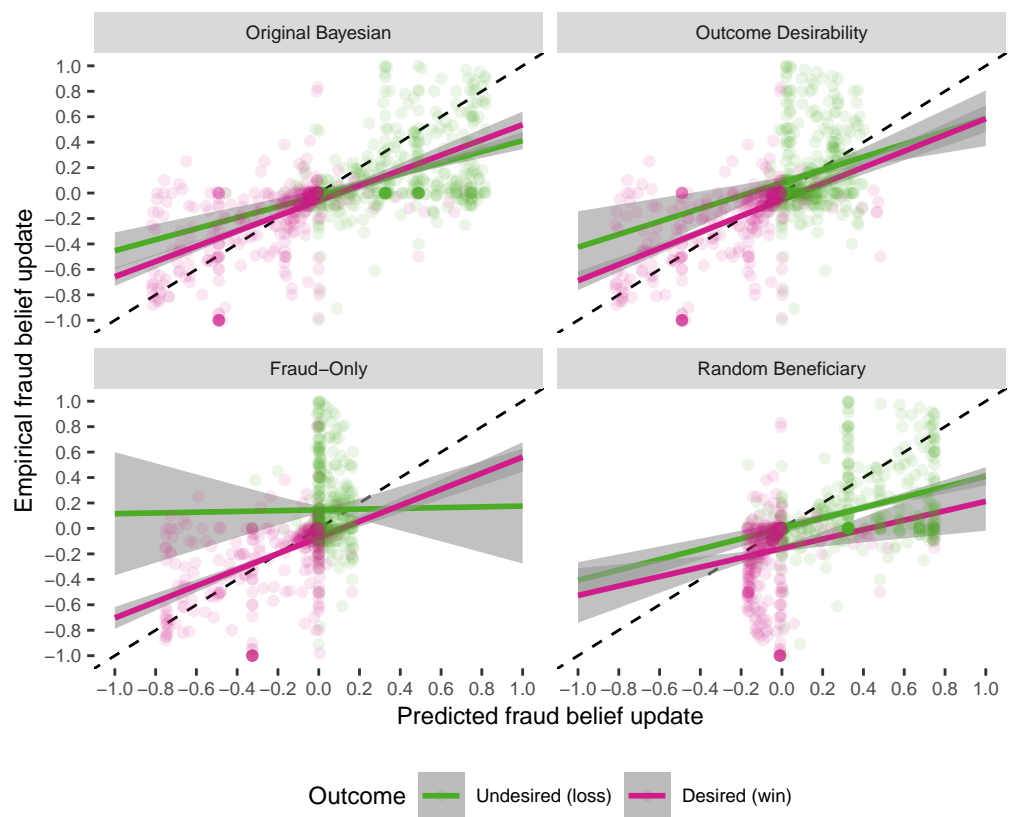 Original Bayesian
Outcome Desirability
1.0
0.8
0.6
0.4
0.2
0.0
−0.2
−0.4
−0.6
−0.8
−1.0
Fraud−Only
Random Beneficiary
1.0
0.8
0.6
0.4
0.2
0.0
−0.2
−0.4
−0.6
−0.8
−1.0
Empirical fraud belief update
−1.0 −0.8 −0.6 −0.4 −0.2 0.0 0.2 0.4 0.6 0.8 1.0
−1.0 −0.8 −0.6 −0.4 −0.2 0.0 0.2 0.4 0.6 0.8 1.0
Predicted fraud belief update
Outcome Undesired (loss) Desired (win)